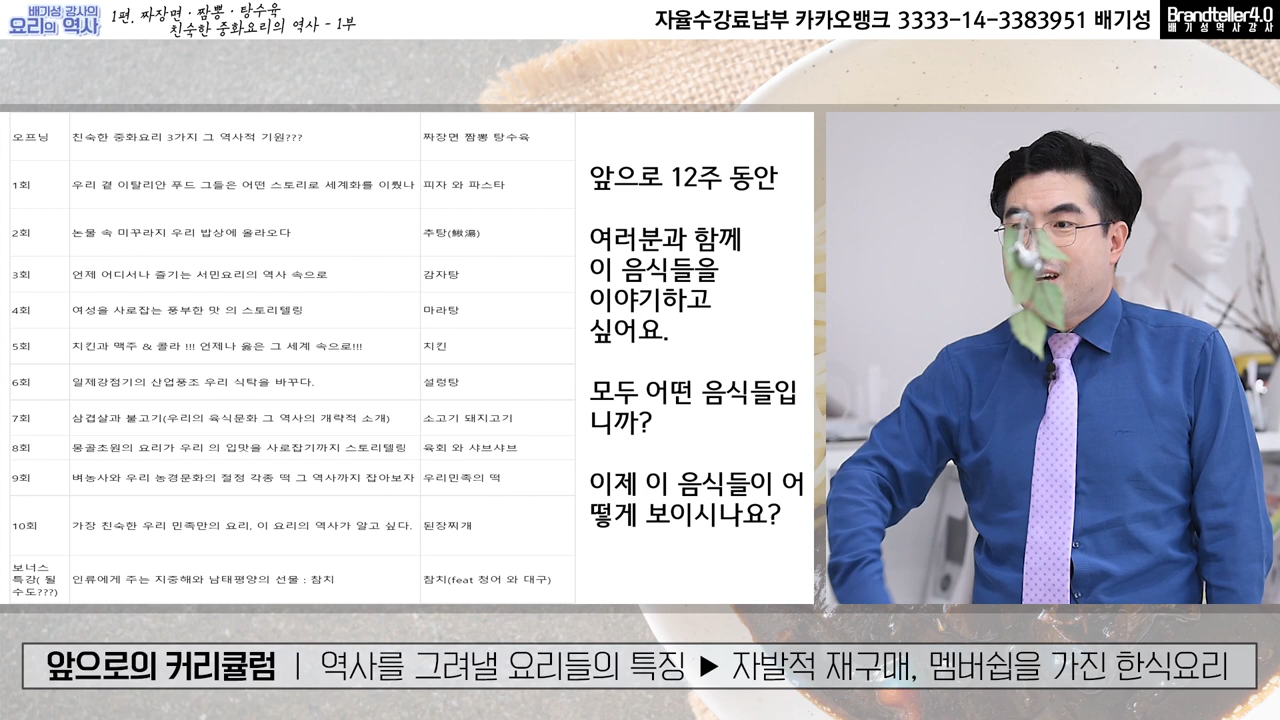 배기성 강사의
요리의 역사
1편. 짜장면 · 짬뽕 · 탕수육
친숙한 중화요리의 역사 - 1부
자율수강료납부 카카오뱅크 3333-14-3383951 배기성
Brandteller4.0
배기성역사강사
오프닝 친숙한 중화요리 3가지 그 역사적 기원??? 짜장면 짬뽕 탕수육
1회 우리 곁 이탈리안 푸드 그들은 어떤 스토리로 세계화를 이뤘나 피자 와 파스타
2회 논물 속 미꾸라지 우리 밥상에 올라오다 추탕(鰍湯)
3회 언제 어디서나 즐기는 서민요리의 역사 속으로 감자탕
4회 여성을 사로잡는 풍부한 맛 의 스토리텔링 마라탕
5회 치킨과 맥주 & 콜라 !!! 언제나 옳은 그 세계 속으로!!! 치킨
6회 일제강점기의 산업풍조 우리 식탁을 바꾸다. 설렁탕
7회 삼겹살과 불고기(우리의 육식문화 그 역사의 개략적 소개) 소고기 돼지고기
8회 몽골초원의 요리가 우리 의 입맛을 사로잡기까지 스토리텔링 육회 와 샤브샤브
9회 벼농사와 우리 농경문화의 절정 각종 떡 그 역사까지 잡아보자 우리민족의 떡
10회 가장 친숙한 우리 민족만의 요리, 이 요리의 역사가 알고 싶다. 된장찌개
보너스
특강( 될
수도???) 인류에게 주는 지중해와 남태평양의 선물 : 참치 참치(feat 청어 와 대구)
앞으로 12주 동안
여러분과 함께
이 음식들을
이야기하고
싶어요.
모두 어떤 음식들입
니까?
이제 이 음식들이 어
떻게 보이시나요?
앞으로의 커리큘럼 | 역사를 그려낼 요리들의 특징 ▶ 자발적 재구매, 멤버쉽을 가진 한식요리